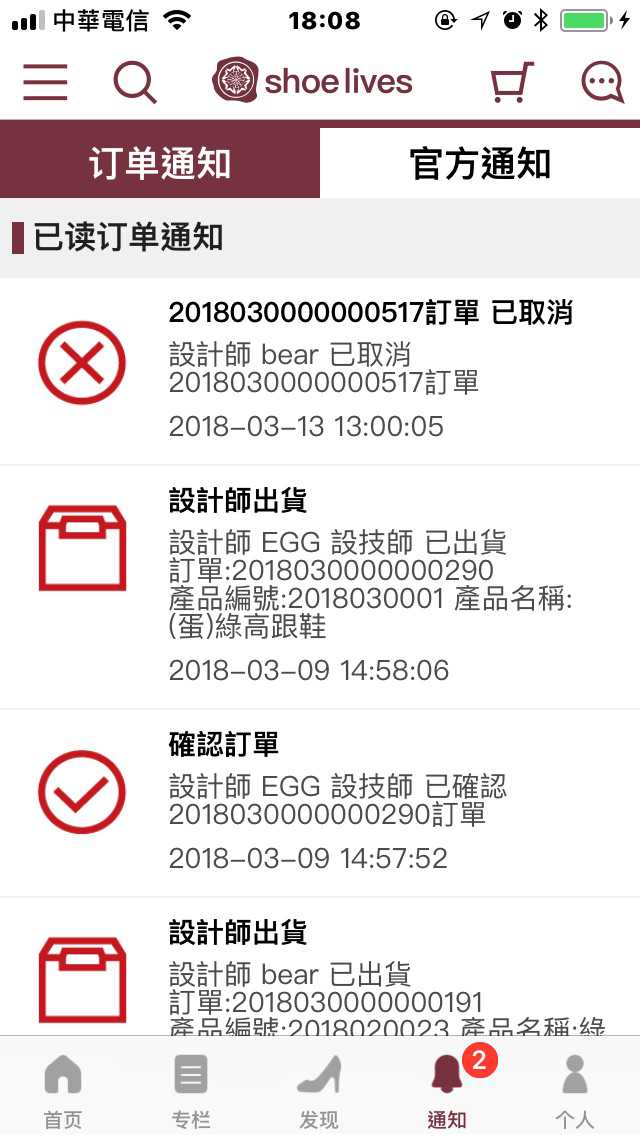 中華電信 18:08
shoe lives
订单通知 官方通知
已读订单通知
2018030000000517訂單 已取消
設計師 bear 已取消
2018030000000517訂單
2018-03-13 13:00:05
設計師出貨
設計師 EGG 設技師 已出貨
訂單:2018030000000290
產品編號:2018030001 產品名稱:
(蛋)綠高跟鞋
2018-03-09 14:58:06
確認訂單
設計師 EGG 設技師 已確認
2018030000000290訂單
2018-03-09 14:57:52
設計師出貨
設計師 bear 已出貨
訂單:2018030000000191
產品編號:2018020023 產品名稱:綠
2
首页 专栏 发现 通知 个人